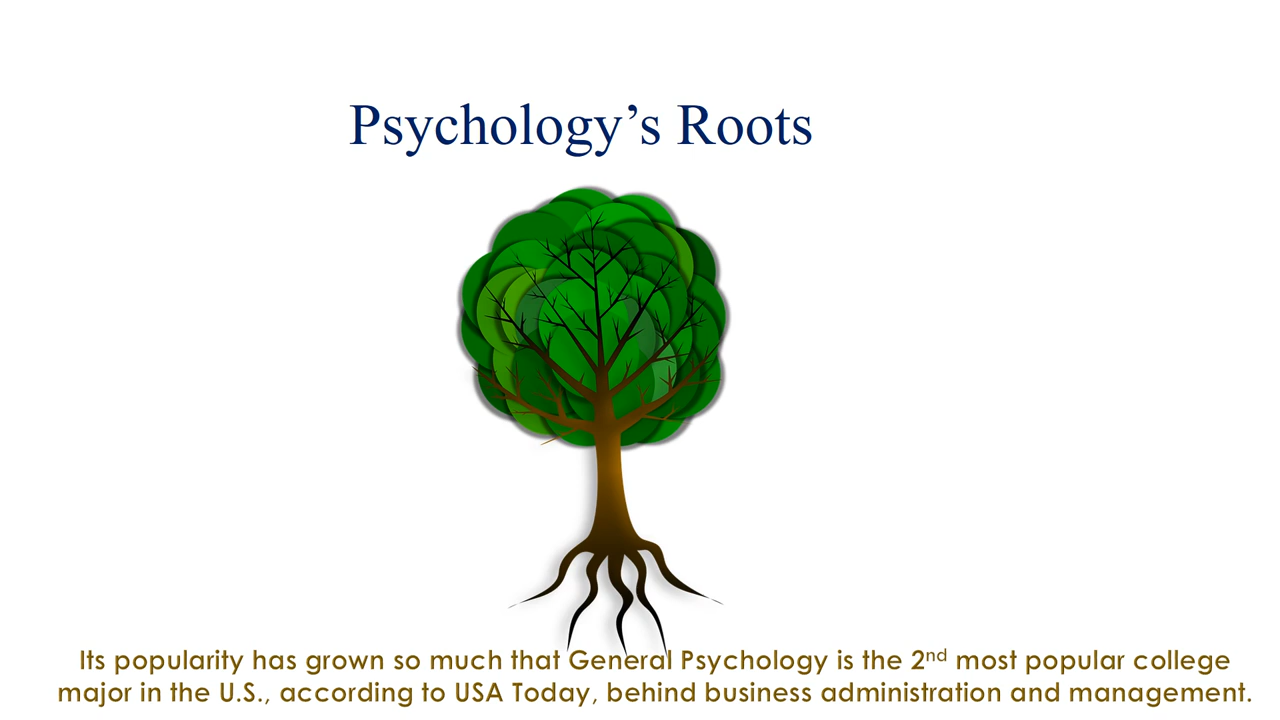 Psychology’s Roots
Its popularity has grown so much that General Psychology is the 2nd most popular college
major in the U.S., according to USA Today, behind business administration and management.